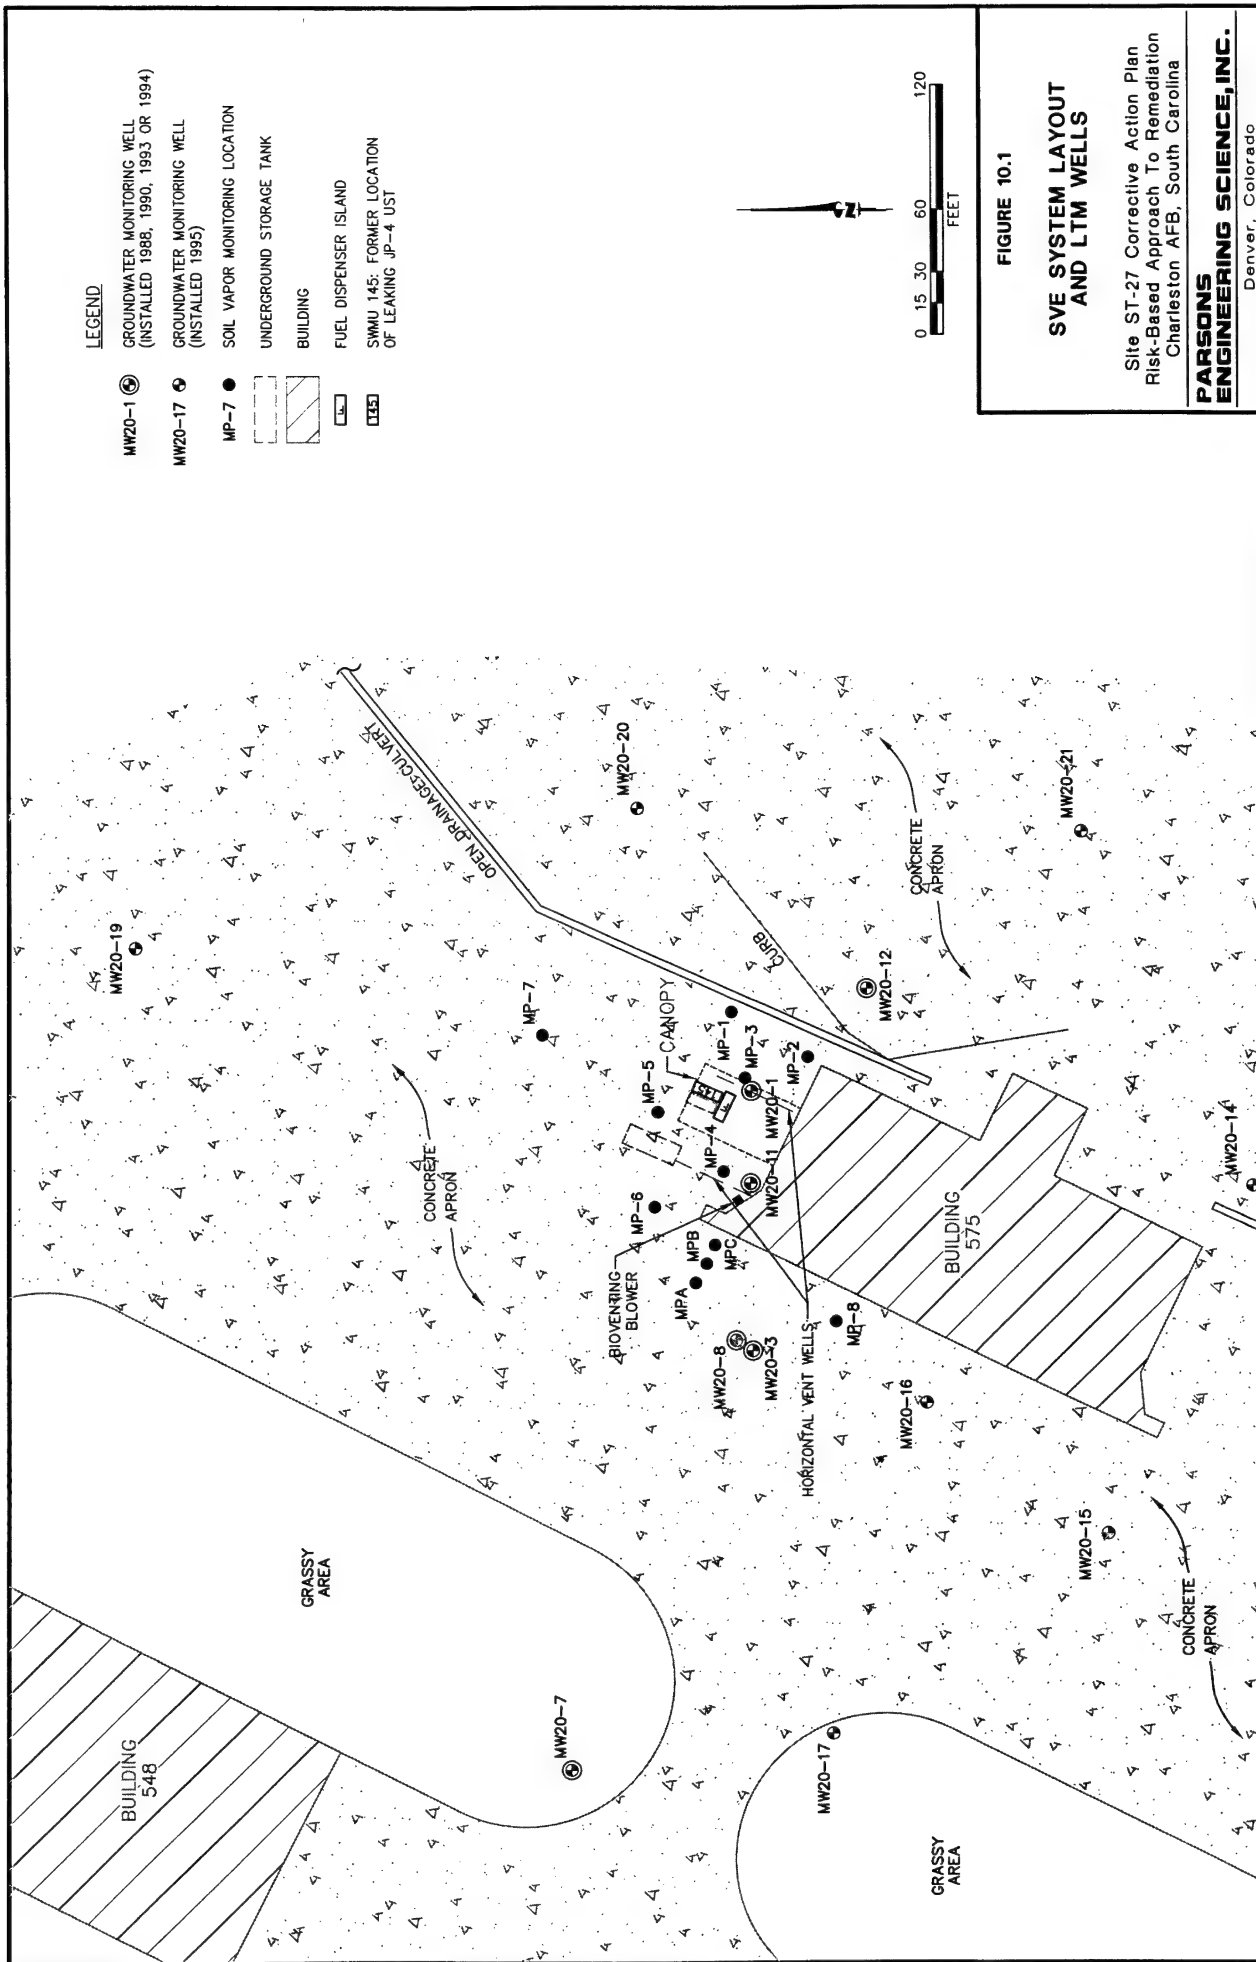 LEGEND
MW20-1
GROUNDWATER MONITORING WELL
(INSTALLED 1988, 1990, 1993 OR 1994)
MW20-17
GROUNDWATER MONITORING WELL
(INSTALLED 1995)
MP-7
SOIL VAPOR MONITORING LOCATION
UNDERGROUND STORAGE TANK
BUILDING
F
FUEL DISPENSER ISLAND
145
SWMU 145: FORMER LOCATION
OF LEAKING JP-4 UST
BUILDING
548
GRASSY
AREA
MW20-7
MW20-19
CONCRETE
APRON
OPEN DRAINAGE CULVERT
MP-7
MW20-20
MP-5
CANOPY
MP-6
BIOVENTING
BLOWER
MPA
MPB
MPC
MP-4
145
F
MP-1
MP-3
MW20-1
MW20-11
MP-2
MW20-8
MW20-3
HORIZONTAL VENT WELLS
MP-8
CURB
MW20-12
CONCRETE
APRON
MW20-21
MW20-16
BUILDING
575
MW20-14
MW20-15
CONCRETE
APRON
MW20-17
GRASSY
AREA
N
0 15 30 60 120
FEET
FIGURE 10.1
SVE SYSTEM LAYOUT
AND LTM WELLS
Site ST-27 Corrective Action Plan
Risk-Based Approach To Remediation
Charleston AFB, South Carolina
PARSONS
ENGINEERING SCIENCE, INC.
Denver, Colorado